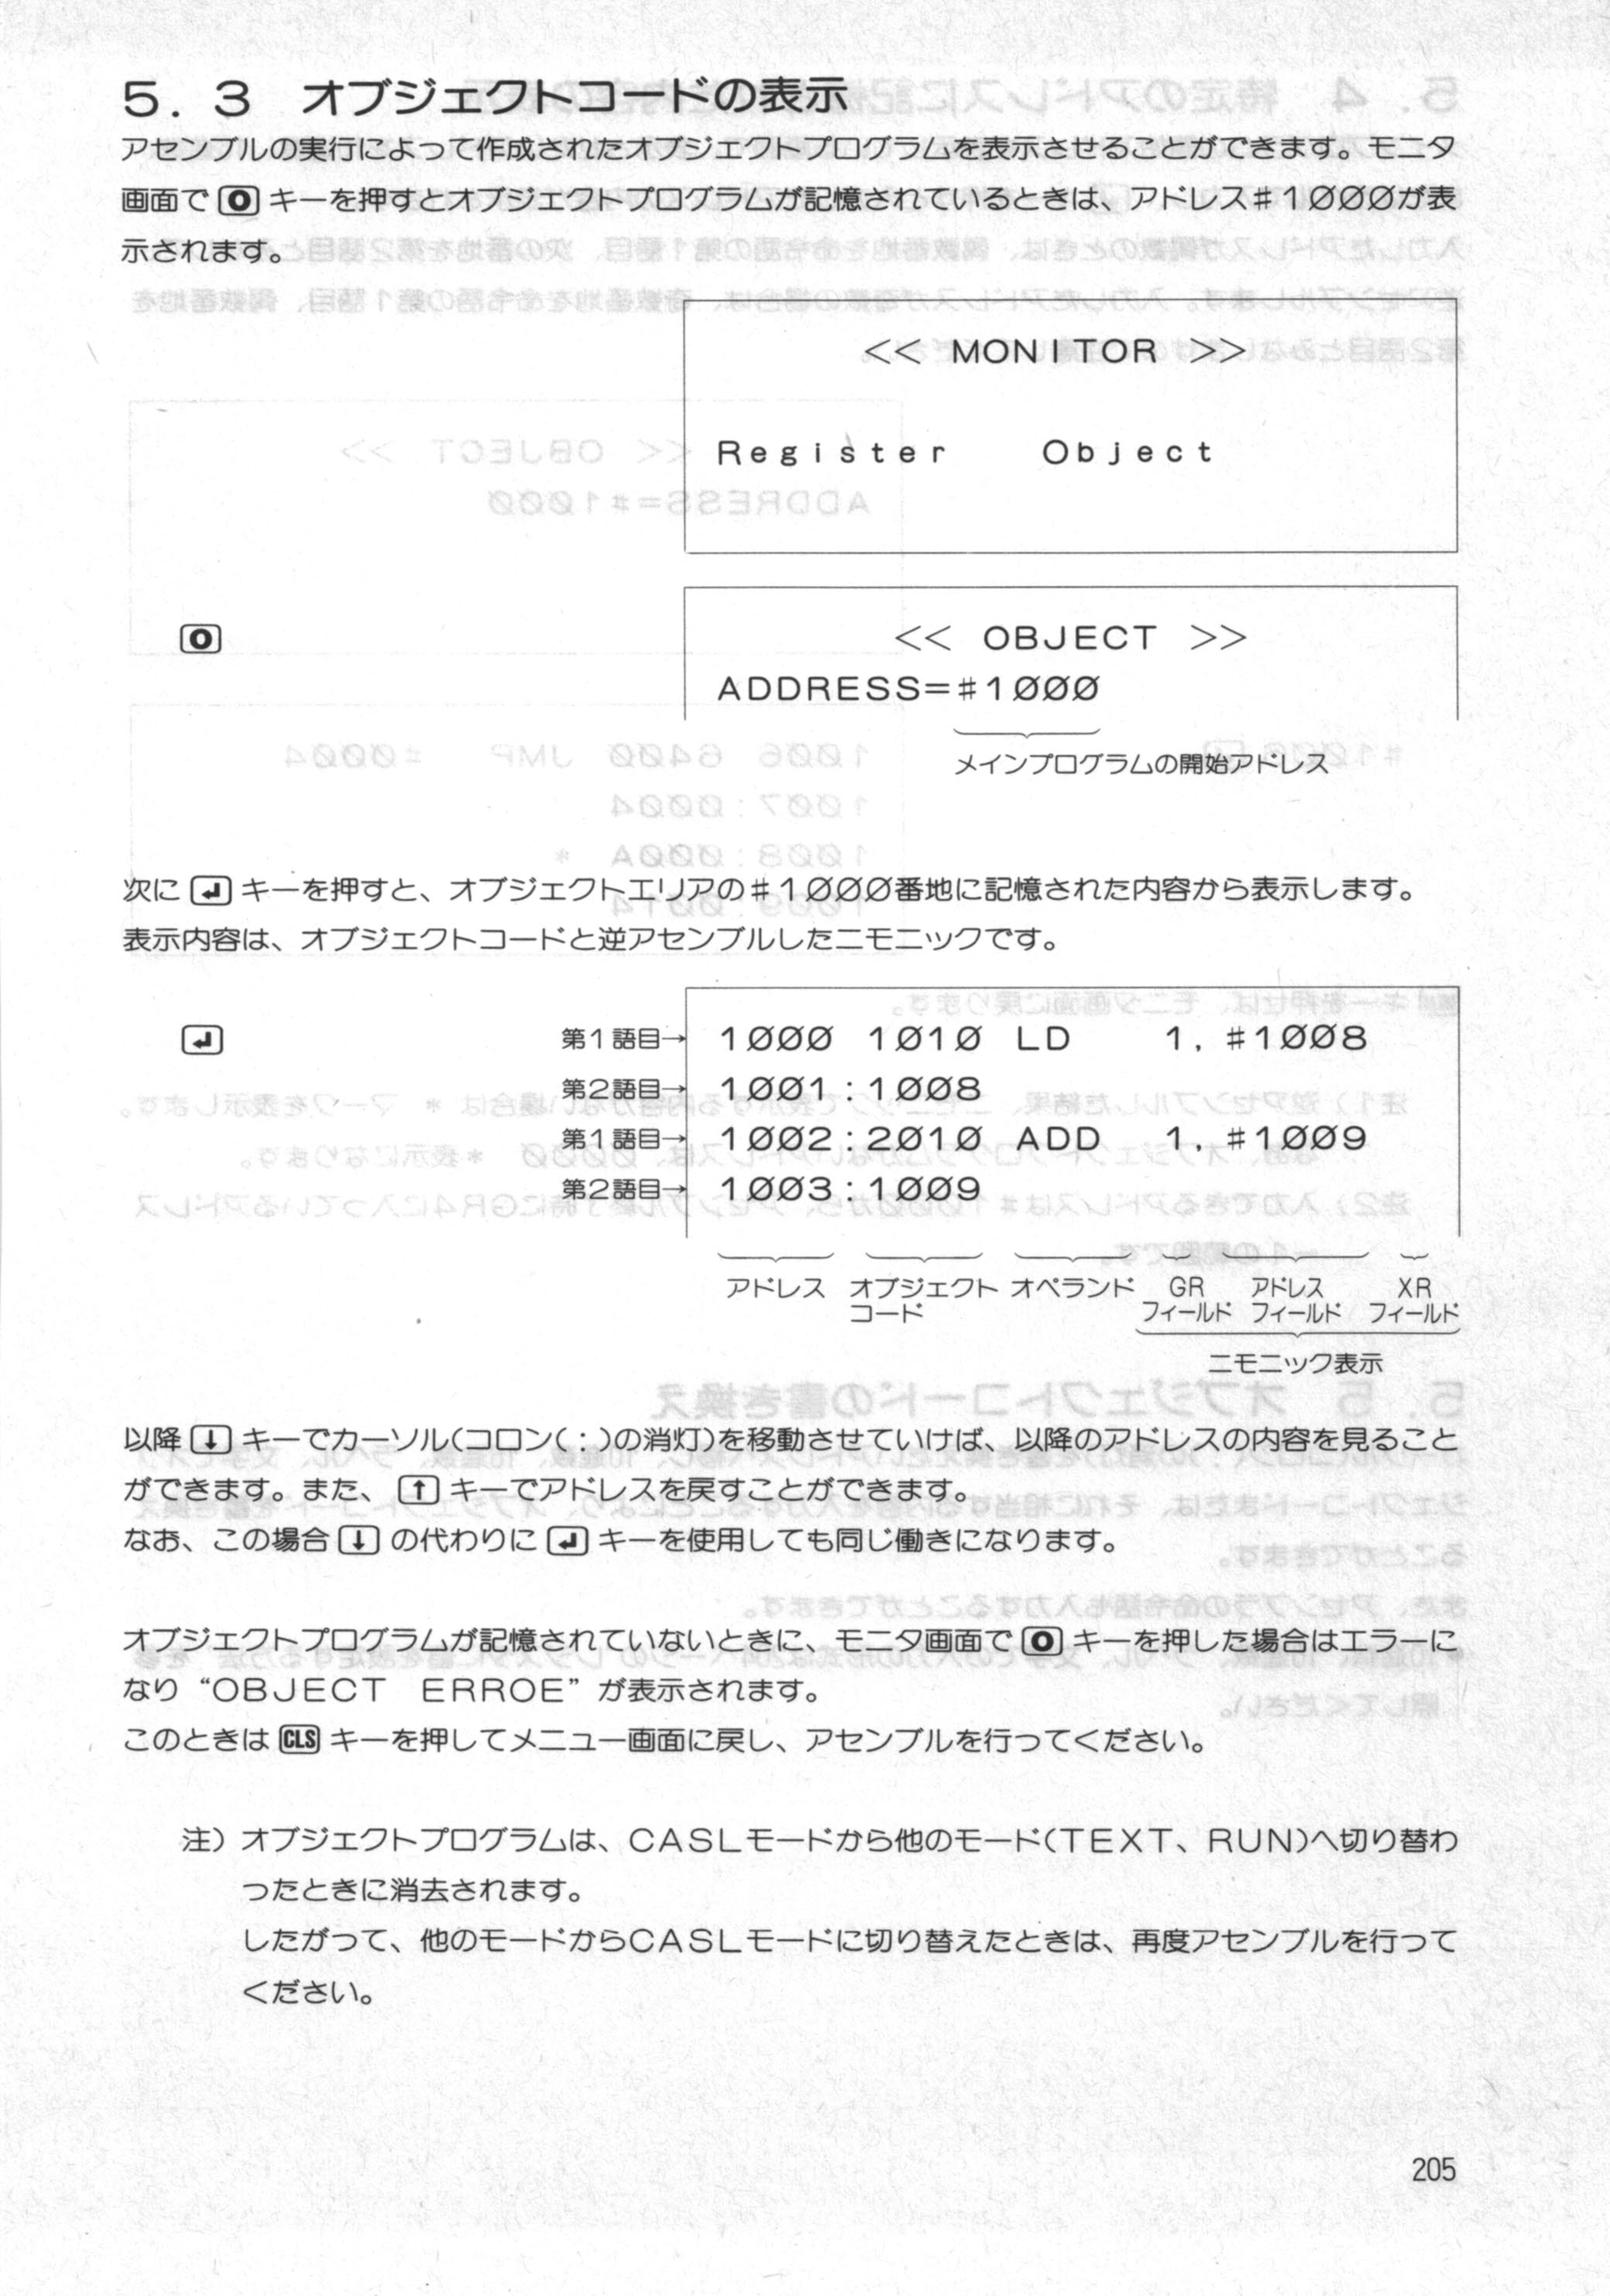 5．3　オブジェクトコードの表示
アセンブルの実行によって作成されたオブジェクトプログラムを表示させることができます。モニタ
画面で O キーを押すとオブジェクトプログラムが記憶されているときは、アドレス＃1ØØØが表
示されます。
<< MONITOR >>
Register　Object
O
<< OBJECT >>
ADDRESS=#1ØØØ
メインプログラムの開始アドレス
次に ↵ キーを押すと、オブジェクトエリアの＃1ØØØ番地に記憶された内容から表示します。
表示内容は、オブジェクトコードと逆アセンブルしたニモニックです。
↵ 第1語目→ 1ØØØ 1Ø1Ø LD 1, #1ØØ8
第2語目→ 1ØØ1:1ØØ8
第1語目→ 1ØØ2:2Ø1Ø ADD 1, #1ØØ9
第2語目→ 1ØØ3:1ØØ9
アドレス オブジェクト オペランド GR アドレス XR
コード フィールド フィールド フィールド
ニモニック表示
以降 ↓ キーでカーソル(コロン(：)の消灯)を移動させていけば、以降のアドレスの内容を見ること
ができます。また、 ↑ キーでアドレスを戻すことができます。
なお、この場合 ↓ の代わりに ↵ キーを使用しても同じ働きになります。
オブジェクトプログラムが記憶されていないときに、モニタ画面で O キーを押した場合はエラーに
なり “OBJECT　ERROE” が表示されます。
このときは CLS キーを押してメニュー画面に戻し、アセンブルを行ってください。
注）オブジェクトプログラムは、CASLモードから他のモード(TEXT、RUN)へ切り替わ
ったときに消去されます。
したがって、他のモードからCASLモードに切り替えたときは、再度アセンブルを行って
ください。
205